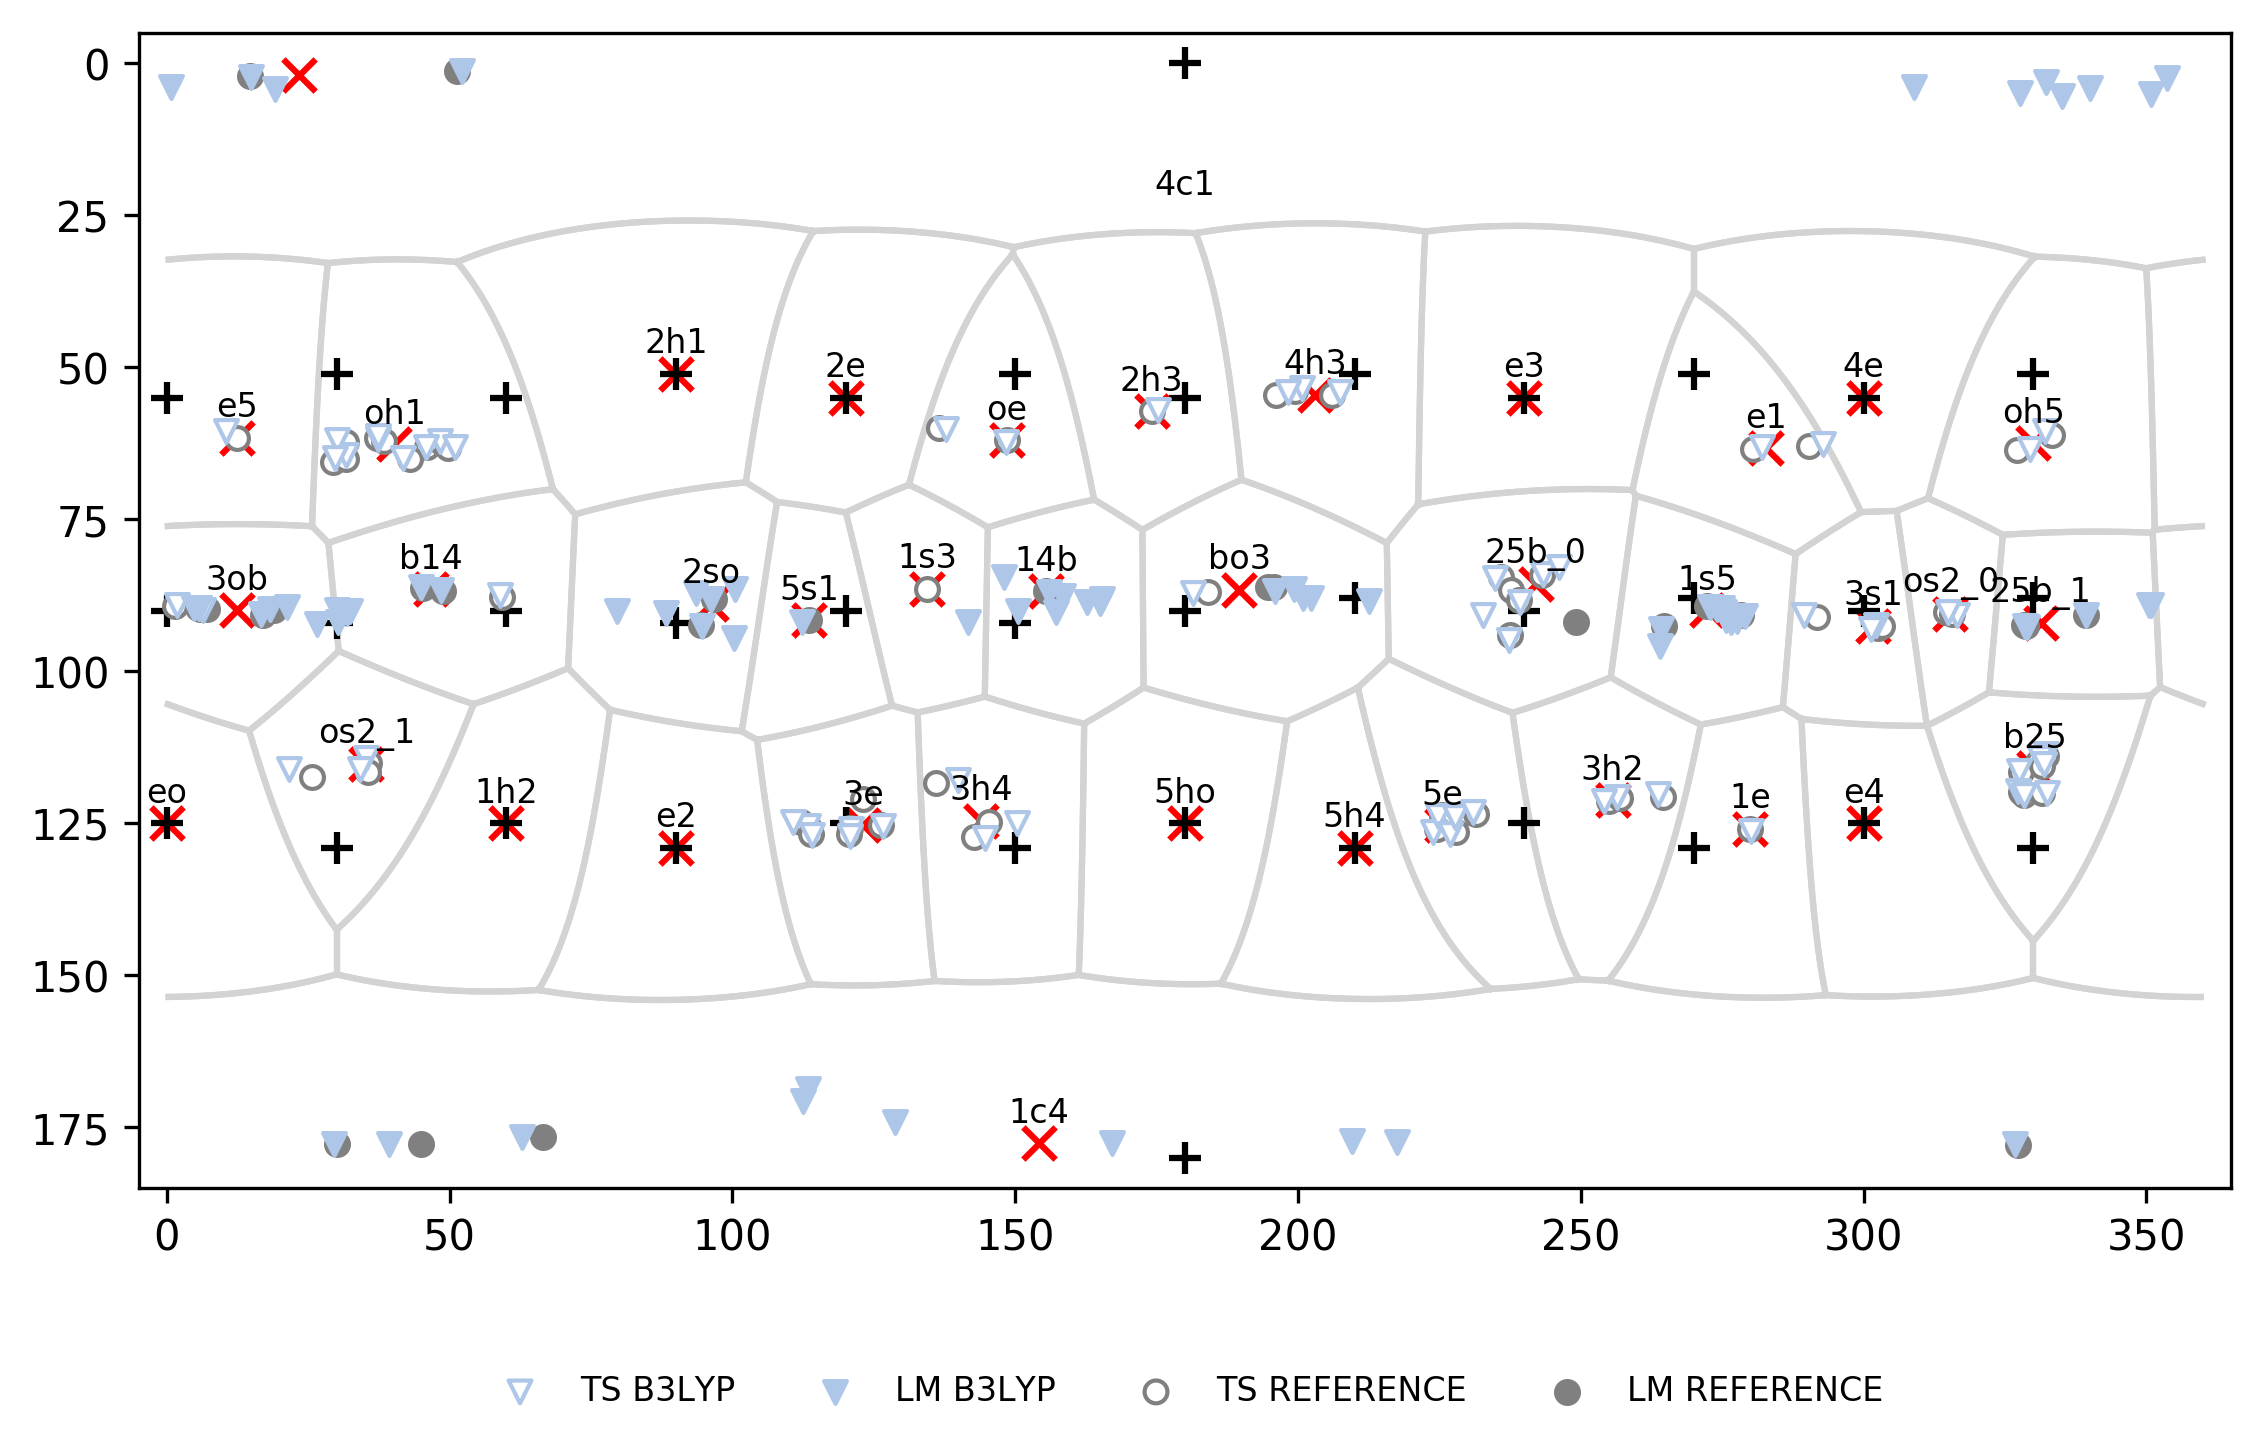 0
4c1
25
2h1
2e
4h3
e3
4e
50
2h3
e5
oh1
oe
e1
oh5
75
3ob
b14
2so
5s1
1s3
14b
bo3
25b_0
1s5
3s1
os2_0
25b_1
100
os2_1
b25
3h2
eo
1h2
e2
3e
3h4
5ho
5h4
5e
1e
e4
125
150
1c4
175
0 50 100 150 200 250 300 350
TS B3LYP LM B3LYP TS REFERENCE LM REFERENCE